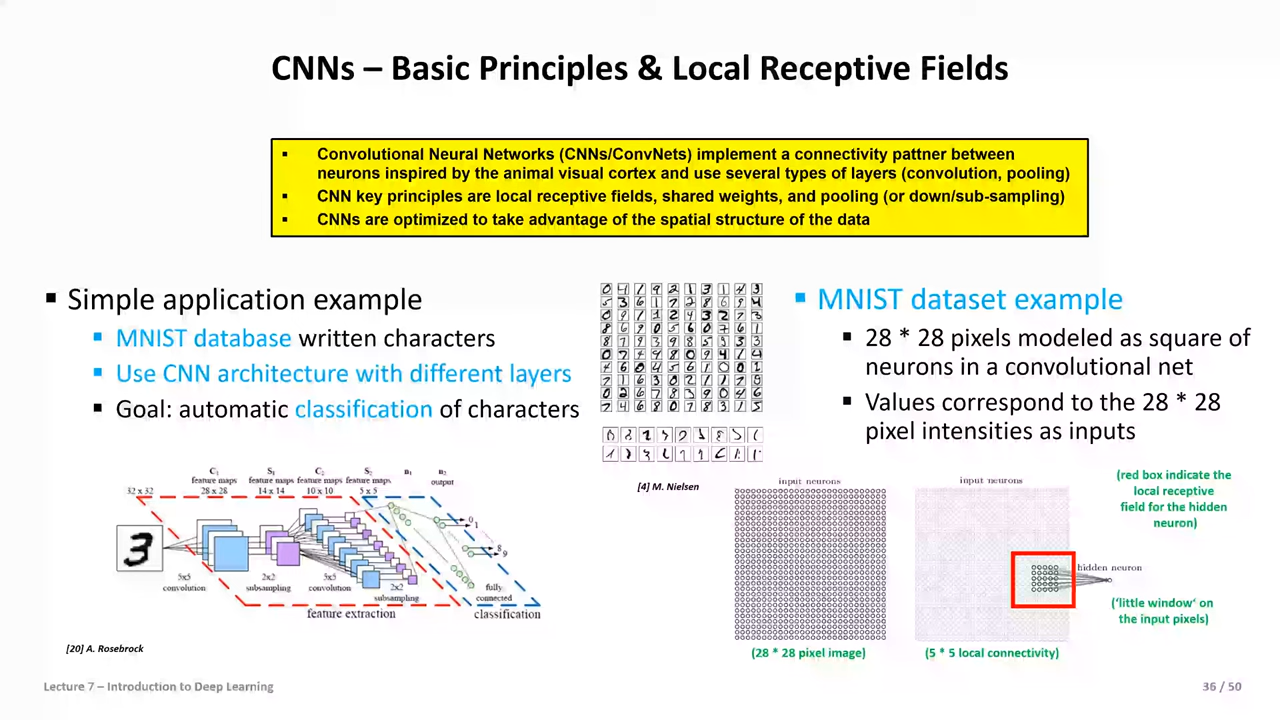 CNNs – Basic Principles & Local Receptive Fields
▪ Convolutional Neural Networks (CNNs/ConvNets) implement a connectivity pattner between
neurons inspired by the animal visual cortex and use several types of layers (convolution, pooling)
▪ CNN key principles are local receptive fields, shared weights, and pooling (or down/sub-sampling)
▪ CNNs are optimized to take advantage of the spatial structure of the data
▪ Simple application example
▪ MNIST database written characters
▪ Use CNN architecture with different layers
▪ Goal: automatic classification of characters
C1 S1 C2 S2 n1 n2
feature maps feature maps feature maps feature maps output
32 x 32 28 x 28 14 x 14 10 x 10 5 x 5
0
1
8
9
3
5x5
convolution
2x2
subsampling
5x5
convolution
2x2
subsampling
fully
connected
feature extraction
classification
[20] A. Rosebrock
[4] M. Nielsen
▪ MNIST dataset example
▪ 28 * 28 pixels modeled as square of
neurons in a convolutional net
▪ Values correspond to the 28 * 28
pixel intensities as inputs
input neurons
(28 * 28 pixel image)
input neurons
hidden neuron
(5 * 5 local connectivity)
(red box indicate the
local receptive
field for the hidden
neuron)
('little window' on
the input pixels)
Lecture 7 – Introduction to Deep Learning
36 / 50